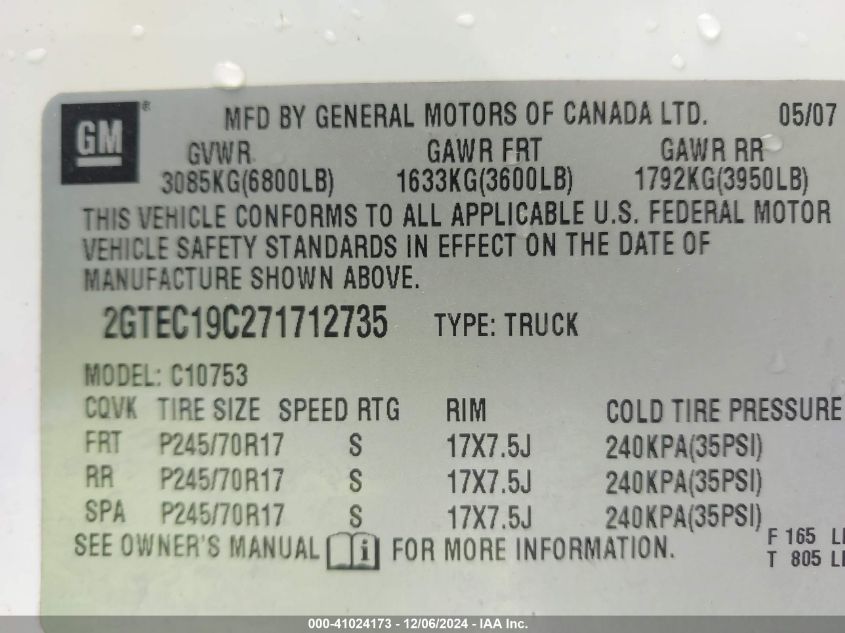 GM ® MFD BY GENERAL MOTORS OF CANADA LTD. 05/07
GVWR GAWR FRT GAWR RR
3085KG(6800LB) 1633KG(3600LB) 1792KG(3950LB)
THIS VEHICLE CONFORMS TO ALL APPLICABLE U.S. FEDERAL MOTOR
VEHICLE SAFETY STANDARDS IN EFFECT ON THE DATE OF
MANUFACTURE SHOWN ABOVE.
2GTEC19C271712735 TYPE: TRUCK
MODEL: C10753
CQVK TIRE SIZE SPEED RTG RIM COLD TIRE PRESSURE
FRT P245/70R17 S 17X7.5J 240KPA(35PSI)
RR P245/70R17 S 17X7.5J 240KPA(35PSI)
SPA P245/70R17 S 17X7.5J 240KPA(35PSI)
SEE OWNER'S MANUAL i FOR MORE INFORMATION.
F 165
T 805
000-41024173 - 12/06/2024 - IAA Inc.